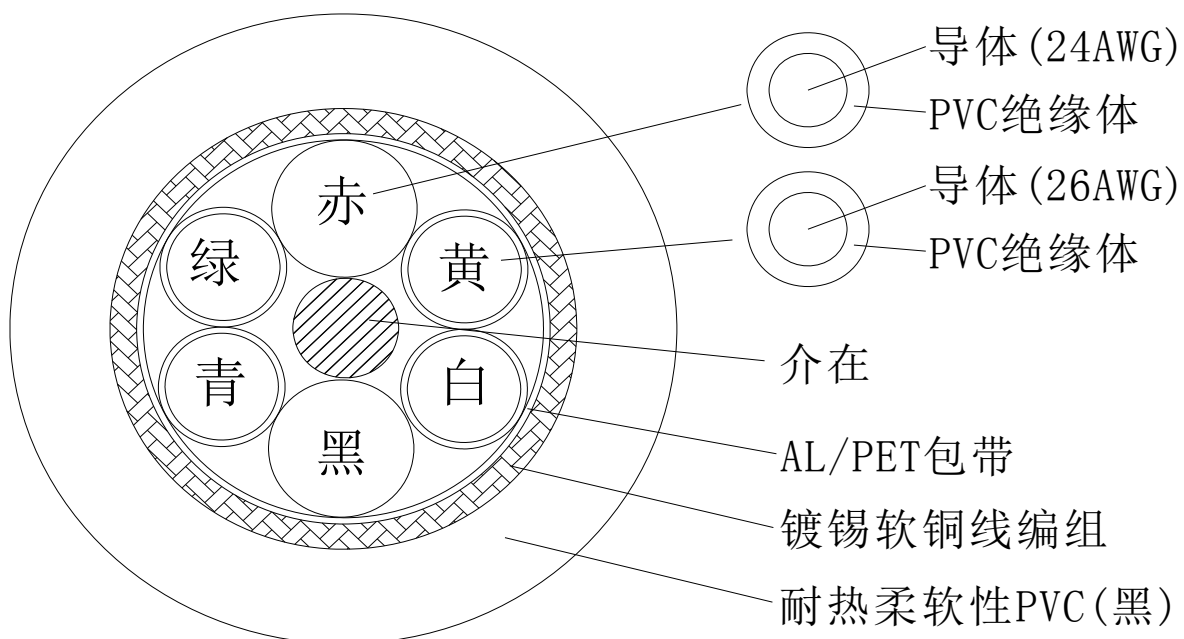 导体(24AWG)
PVC绝缘体
导体(26AWG)
PVC绝缘体
赤
绿
黄
青
白
黑
介在
AL/PET包带
镀锡软铜线编组
耐热柔软性PVC(黑)